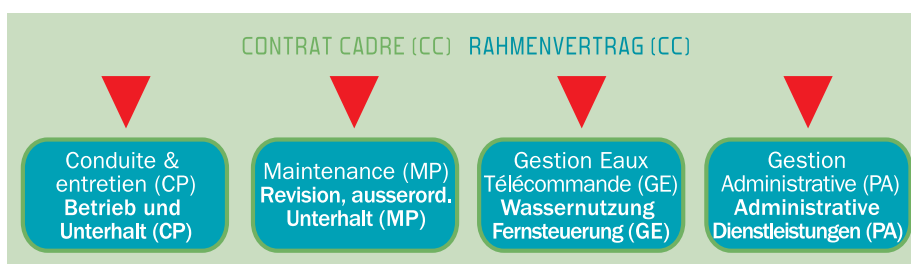 CONTRAT CADRE (CC) RAHMENVERTRAG (CC)
Conduite &
entretien (CP)
Betrieb und
Unterhalt (CP)
Maintenance (MP)
Revision, ausserord.
Unterhalt (MP)
Gestion Eaux
Télécommande (GE)
Wassernutzung
Fernsteuerung (GE)
Gestion
Administrative (PA)
Administrative
Dienstleistungen (PA)